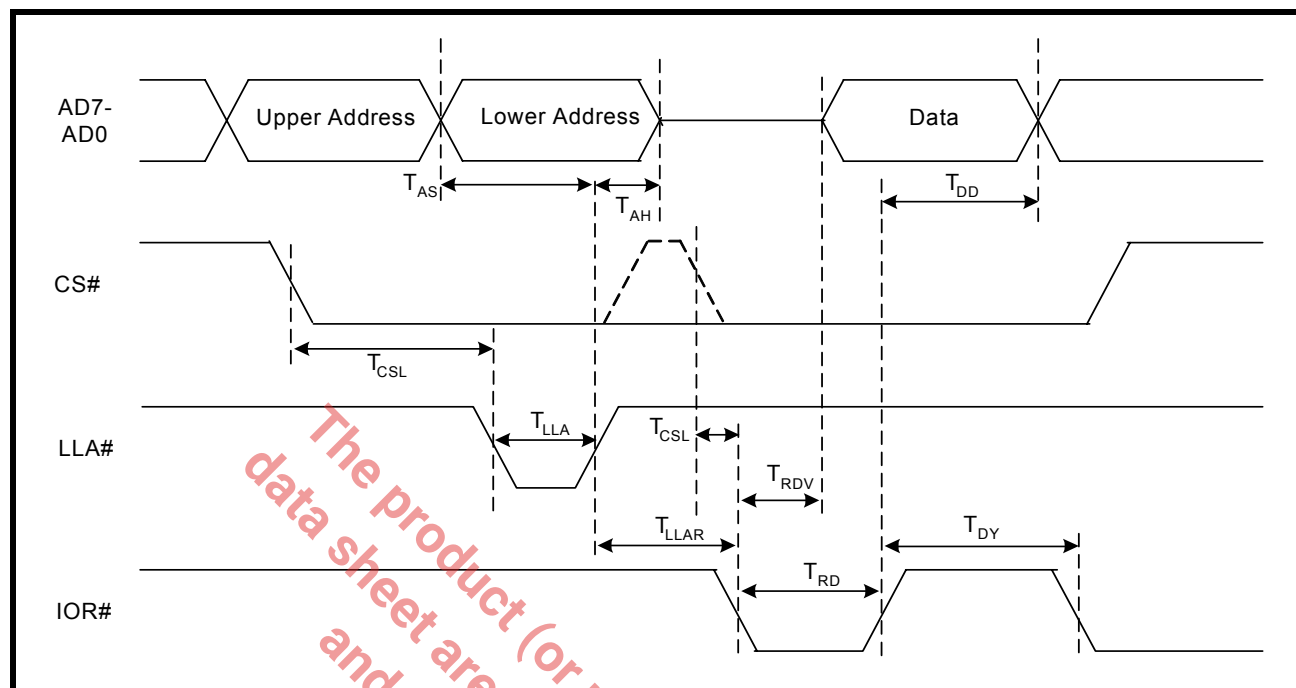 AD7-
AD0
Upper Address
Lower Address
Data
TAS
TAH
TDD
CS#
TCSL
LLA#
TLLA
TCSL
TRDV
TLLAR
TDY
IOR#
TRD
The product (or
data sheet are
and